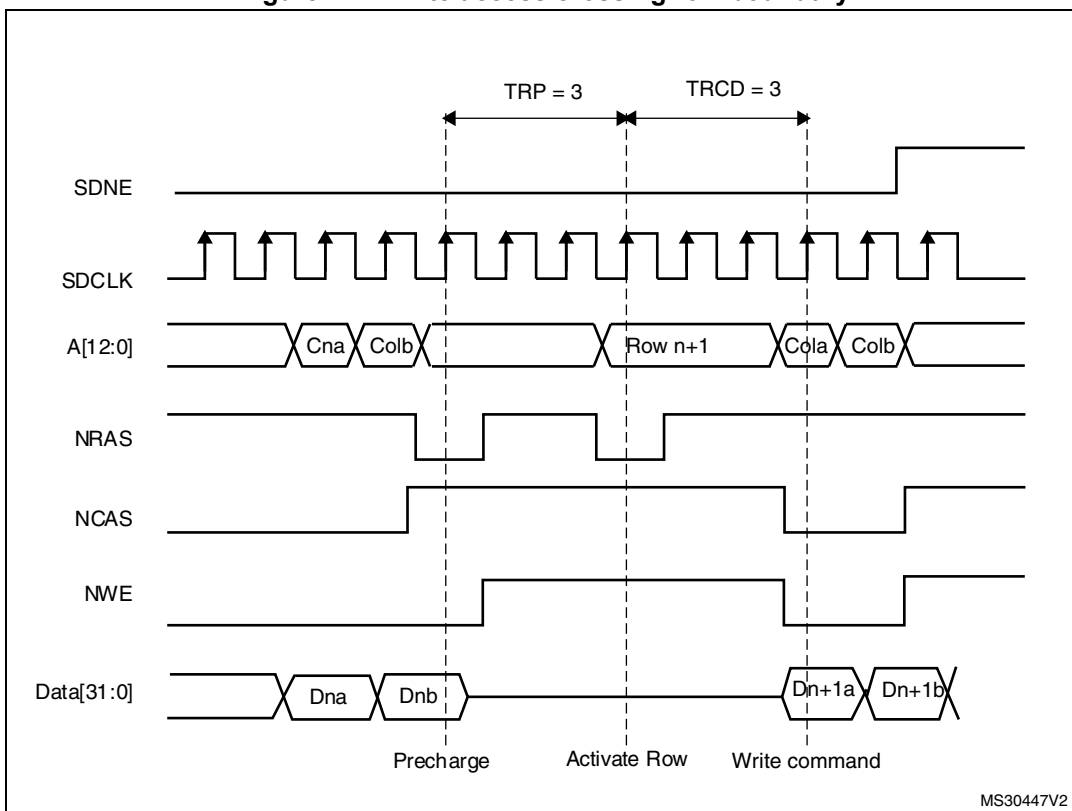 TRP = 3
TRCD = 3
SDNE
SDCLK
A[12:0]
Cna
Colb
Row n+1
Cola
Colb
NRAS
NCAS
NWE
Data[31:0]
Dna
Dnb
Dn+1a
Dn+1b
Precharge
Activate Row
Write command
MS30447V2